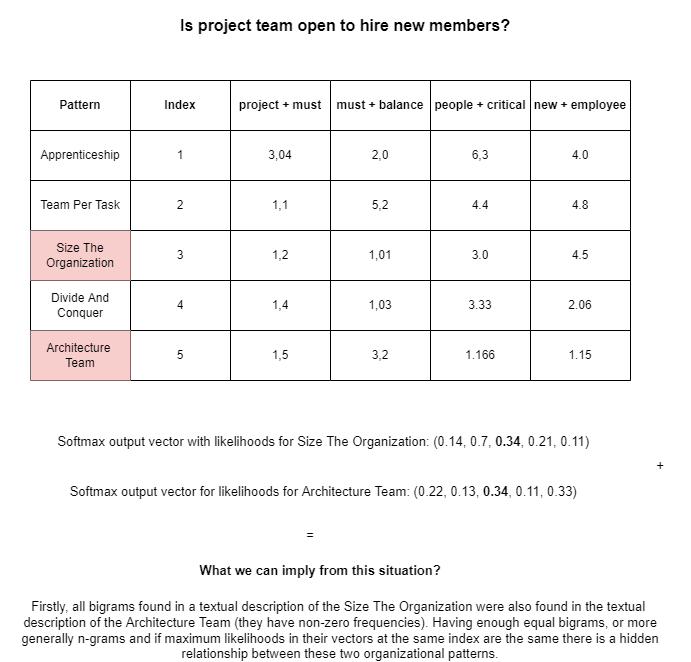 Is project team open to hire new members?
Pattern Index project + must must + balance people + critical new + employee
Apprenticeship 1 3,04 2,0 6,3 4.0
Team Per Task 2 1,1 5,2 4.4 4.8
Size The
Organization 3 1,2 1,01 3.0 4.5
Divide And
Conquer 4 1,4 1,03 3.33 2.06
Architecture
Team 5 1,5 3,2 1.166 1.15
Softmax output vector with likelihoods for Size The Organization: (0.14, 0.7, 0.34, 0.21, 0.11)
+
Softmax output vector for likelihoods for Architecture Team: (0.22, 0.13, 0.34, 0.11, 0.33)
=
What we can imply from this situation?
Firstly, all bigrams found in a textual description of the Size The Organization were also found in the textual
description of the Architecture Team (they have non-zero frequencies). Having enough equal bigrams, or more
generally n-grams and if maximum likelihoods in their vectors at the same index are the same there is a hidden
relationship between these two organizational patterns.